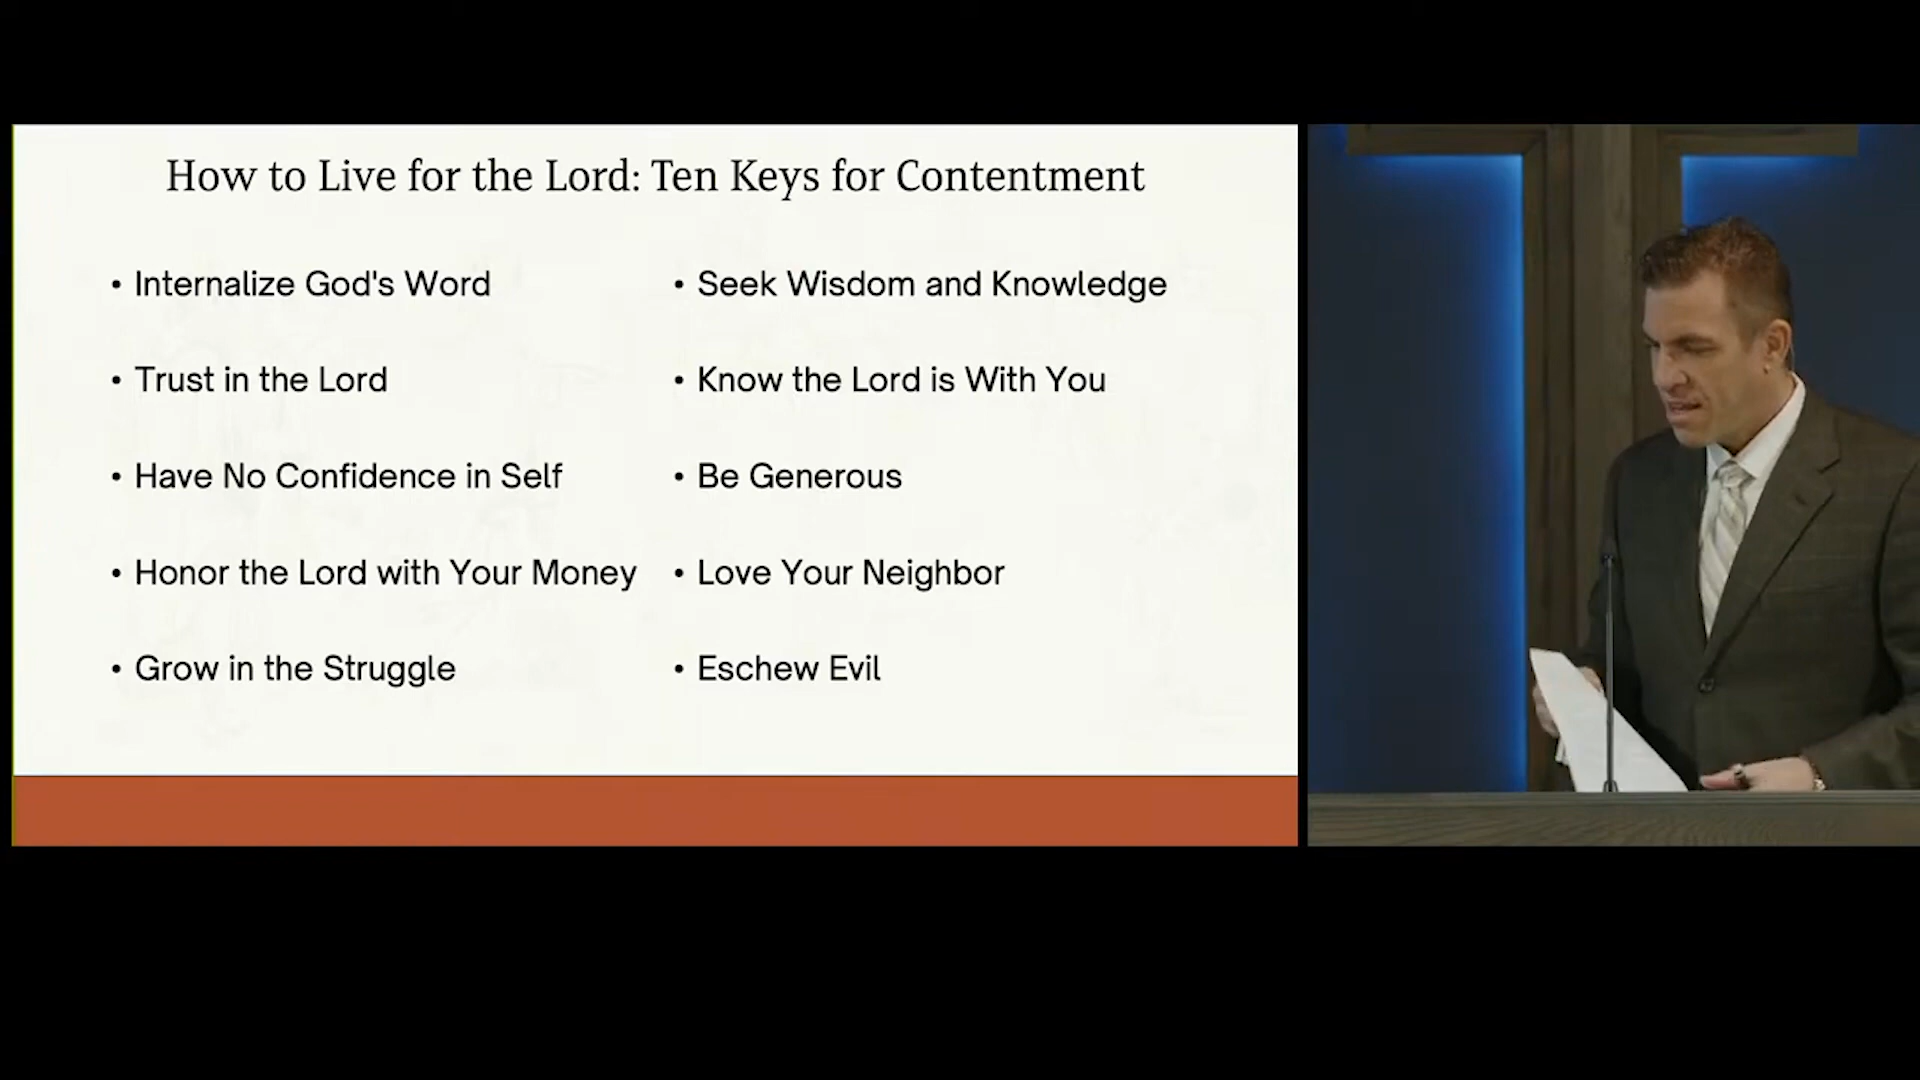 How to Live for the Lord: Ten Keys for Contentment
• Internalize God's Word
• Trust in the Lord
• Have No Confidence in Self
• Honor the Lord with Your Money
• Grow in the Struggle
• Seek Wisdom and Knowledge
• Know the Lord is With You
• Be Generous
• Love Your Neighbor
• Eschew Evil